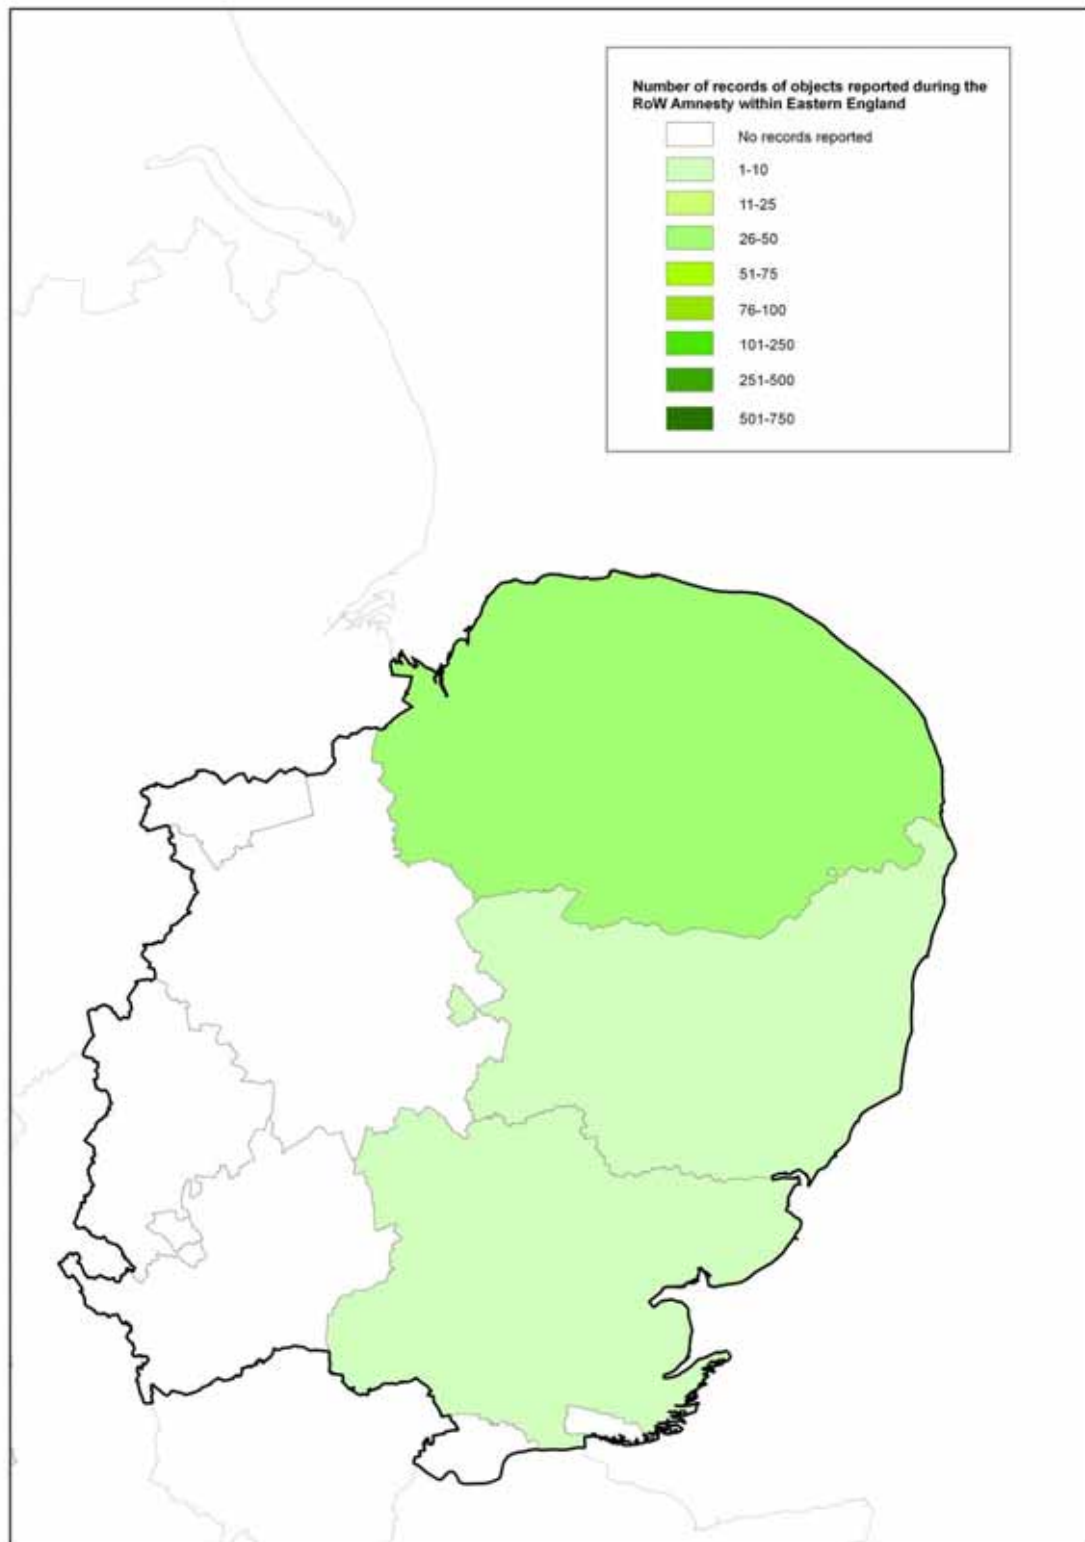 Number of records of objects reported during the
RoW Amnesty within Eastern England
No records reported
1-10
11-25
26-50
51-75
76-100
101-250
251-500
501-750